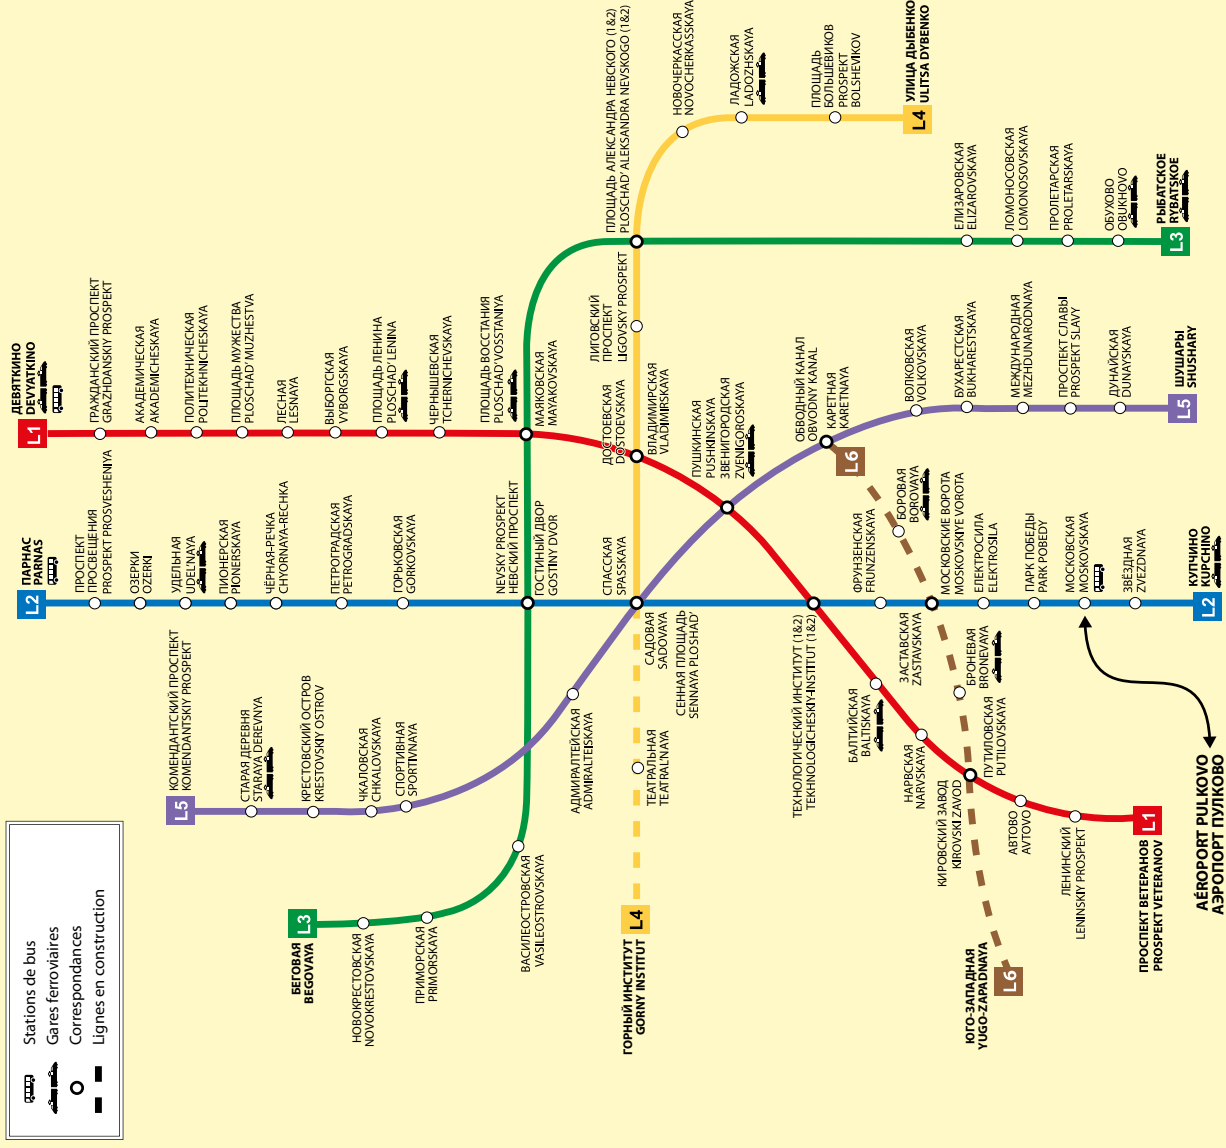 Stations de bus
Gares ferroviaires
Correspondances
Lignes en construction
L1
ДЕВЯТКИНО
DEVYATKINO
ГРАЖДАНСКИЙ ПРОСПЕКТ
GRAZHDANSKIY PROSPEKT
АКАДЕМИЧЕСКАЯ
AKADEMICHESKAYA
ПОЛИТЕХНИЧЕСКАЯ
POLITEKHNICHESKAYA
ПЛОЩАДЬ МУЖЕСТВА
PLOSCHAD' MUZHESTVA
ЛЕСНАЯ
LESNAYA
ВЫБОРГСКАЯ
VYBORGSKAYA
ПЛОЩАДЬ ЛЕНИНА
PLOSCHAD' LENINA
ЧЕРНЫШЕВСКАЯ
TCHERNICHEVSKAYA
ПЛОЩАДЬ ВОССТАНИЯ
PLOSCHAD' VOSSTANIYA
МАЯКОВСКАЯ
MAYAKOVSKAYA
ДОСТОЕВСКАЯ
DOSTOEVSKAYA
ВЛАДИМИРСКАЯ
VLADIMIRSKAYA
ПУШКИНСКАЯ
PUSHKINSKAYA
ЗВЕНИГОРОДСКАЯ
ZVENIGOROSKAYA
ТЕХНОЛОГИЧЕСКИЙ ИНСТИТУТ (1&2)
TEKHNOLOGICHESKIY-INSTITUT (1&2)
БАЛТИЙСКАЯ
BALTISKAYA
НАРВСКАЯ
NARVSKAYA
КИРОВСКИЙ ЗАВОД
KIROVSKI ZAVOD
ПУТИЛОВСКАЯ
PUTILOVSKAYA
АВТОВО
AVTOVO
ЛЕНИНСКИЙ
LENINSKIY PROSPEKT
ПРОСПЕКТ ВЕТЕРАНОВ
PROSPEKT VETERANOV
L1
L2
ПАРНАС
PARNAS
ПРОСПЕКТ
ПРОСВЕЩЕНИЯ
PROSPEKT PROSVESHENIYA
ОЗЕРКИ
OZERKI
УДЕЛЬНАЯ
UDEL'NAYA
ПИОНЕРСКАЯ
PIONERSKAYA
ЧЁРНАЯ-РЕЧКА
CHYORNAYA-RECHKA
ПЕТРОГРАДСКАЯ
PETROGRADSKAYA
ГОРЬКОВСКАЯ
GORKOVSKAYA
NEVSKY PROSPEKT
НЕВСКИЙ ПРОСПЕКТ
ГОСТИНЫЙ ДВОР
GOSTINY DVOR
СПАССКАЯ
SPASSKAYA
САДОВАЯ
SADOVAYA
СЕННАЯ ПЛОЩАДЬ
SENNAYA PLOSHAD'
ФРУНЗЕНСКАЯ
FRUNZENSKAYA
МОСКОВСКИЕ ВОРОТА
MOSKOVSKIYE VOROTA
ЗАСТАВСКАЯ
ZASTAVSKAYA
ЕЛЕКТРОСИЛА
ELEKTROSILA
ПАРК ПОБЕДЫ
PARK POBEDY
МОСКОВСКАЯ
MOSKOVSKAYA
ЗВЁЗДНАЯ
ZVEZDNAYA
КУПЧИНО
KUPCHINO
L2
AÉROPORT PULKOVO
АЭРОПОРТ ПУЛКОВО
L3
БЕГОВАЯ
BEGOVAYA
НОВОКРЕСТОВСКАЯ
NOVOKRESTOVSKAYA
ПРИМОРСКАЯ
PRIMORSKAYA
ВАСИЛЕОСТРОВСКАЯ
VASILEOSTROVSKAYA
ПЛОЩАДЬ АЛЕКСАНДРА НЕВСКОГО (1&2)
PLOSCHAD' ALEKSANDRA NEVSKOGO (1&2)
ЕЛИЗАРОВСКАЯ
ELIZAROVSKAYA
ЛОМОНОСОВСКАЯ
LOMONOSOVSKAYA
ПРОЛЕТАРСКАЯ
PROLETARSKAYA
ОБУХОВО
OBUKHOVO
РЫБАТСКОЕ
RYBATSKOE
L3
L4
ГОРНЫЙ ИНСТИТУТ
GORNY INSTITUT
ТЕАТРАЛЬНАЯ
TEATRAL'NAYA
ЛИГОВСКИЙ
ПРОСПЕКТ
LIGOVSKIY PROSPEKT
НОВОЧЕРКАССКАЯ
NOVOCHERKASSKAYA
ЛАДОЖСКАЯ
LADOZHSKAYA
ПЛОЩАДЬ
БОЛЬШЕВИКОВ
PROSPEKT
BOLSHEVIKOV
УЛИЦА ДЫБЕНКО
ULITSA DYBENKO
L4
L5
КОМЕНДАНТСКИЙ ПРОСПЕКТ
KOMENDANTSKIY PROSPEKT
СТАРАЯ ДЕРЕВНЯ
STARAYA DEREVNYA
КРЕСТОВСКИЙ ОСТРОВ
KRESTOVSKIY OSTROV
ЧКАЛОВСКАЯ
CHKALOVSKAYA
СПОРТИВНАЯ
SPORTIVNAYA
АДМИРАЛТЕЙСКАЯ
ADMIRALTEISKAYA
ОБВОДНЫЙ КАНАЛ
OBVODNY KANAL
КАРЕТНАЯ
KARETNAYA
ВОЛКОВСКАЯ
VOLKOVSKAYA
БУХАРЕСТСКАЯ
BUKHARESTSKAYA
МЕЖДУНАРОДНАЯ
MEZHDUNARODNAYA
ПРОСПЕКТ СЛАВЫ
PROSPEKT SLAVY
ДУНАЙСКАЯ
DUNAYSKAYA
ШУШАРЫ
SHUSHARY
L5
L6
БОРОВАЯ
BOROVAYA
БРОНЕВАЯ
BRONEVAYA
ЮГО-ЗАПАДНАЯ
YUGO-ZAPADNAYA
L6